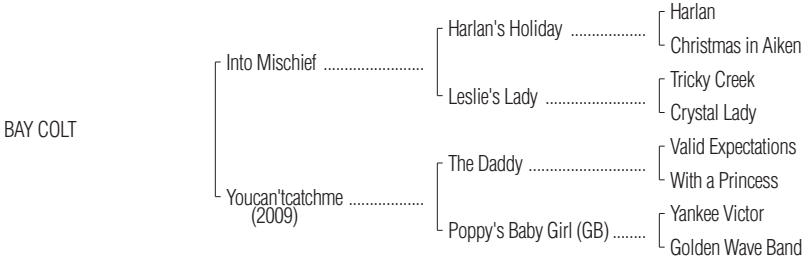 Harlan
Harlan's Holiday ..................
Christmas in Aiken
Into Mischief ........................
Tricky Creek
Leslie's Lady ........................
Crystal Lady
BAY COLT
Valid Expectations
The Daddy ............................
With a Princess
Youcan'tcatchme ..................
(2009)
Yankee Victor
Poppy's Baby Girl (GB) ........
Golden Wave Band